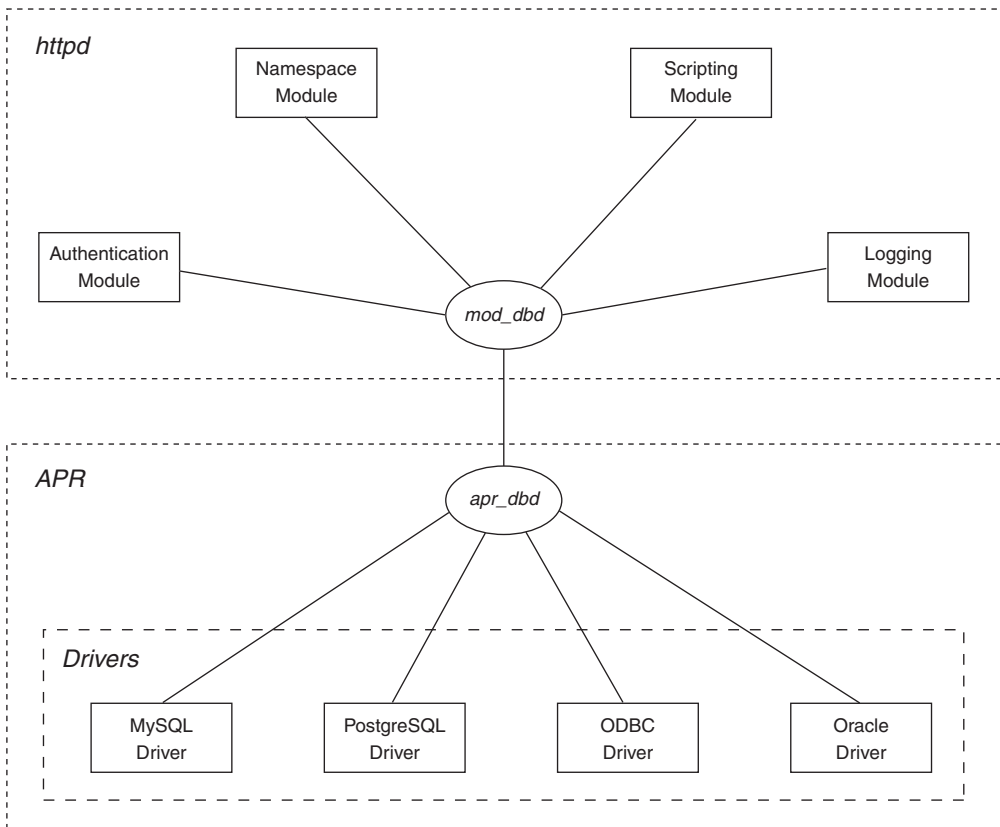 httpd
Namespace
Module
Scripting
Module
Authentication
Module
Logging
Module
mod_dbd
APR
apr_dbd
Drivers
MySQL
Driver
PostgreSQL
Driver
ODBC
Driver
Oracle
Driver